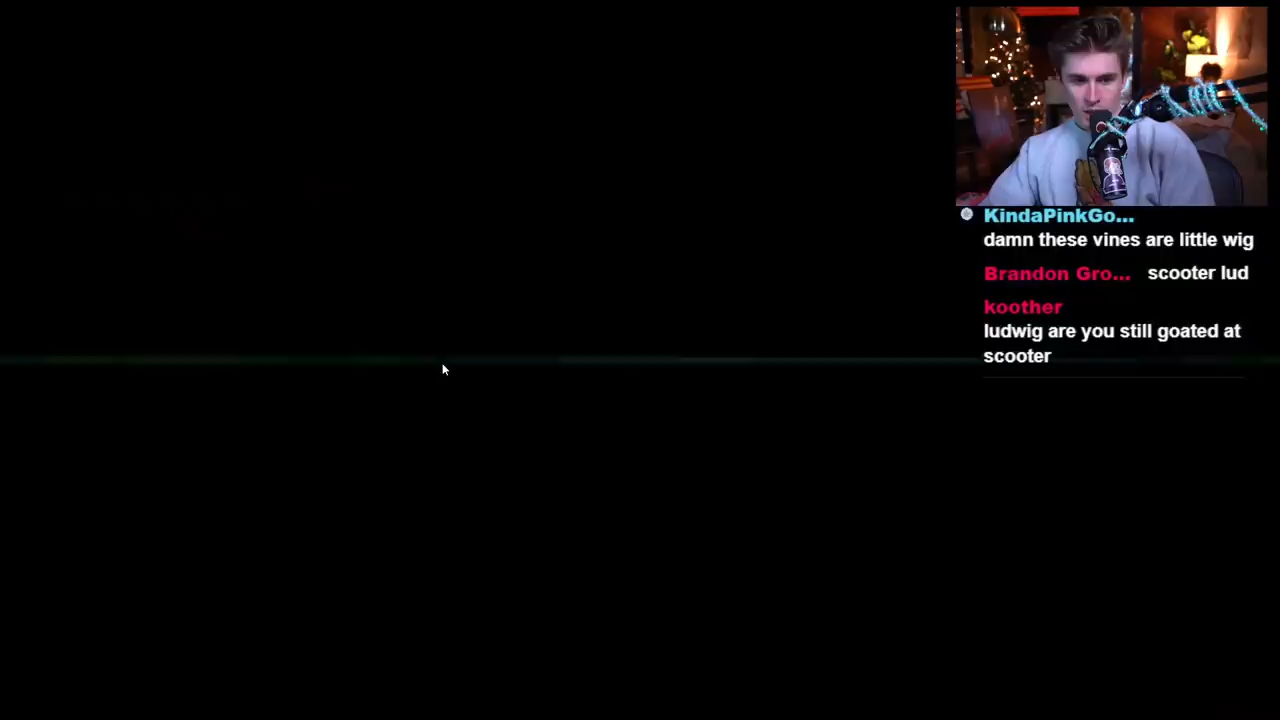 KindaPinkGo...
damn these vines are little wig
Brandon Gro... scooter lud
koother
ludwig are you still goated at
scooter